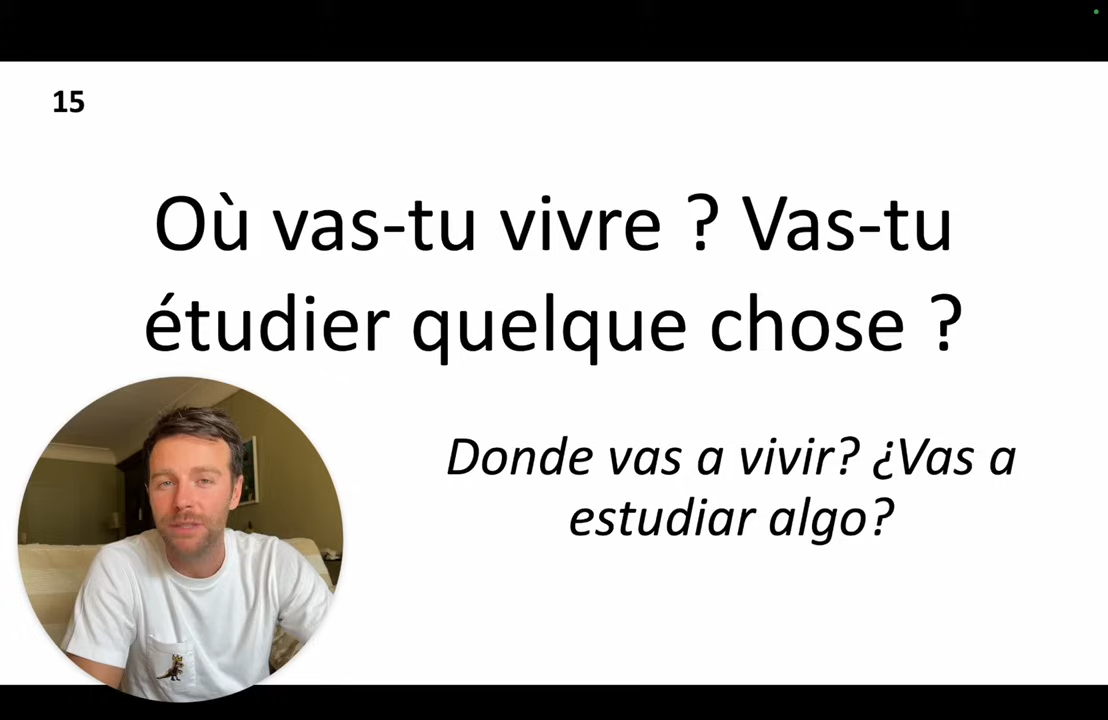 15
Où vas-tu vivre ? Vas-tu
étudier quelque chose ?
Donde vas a vivir? ¿Vas a
estudiar algo?